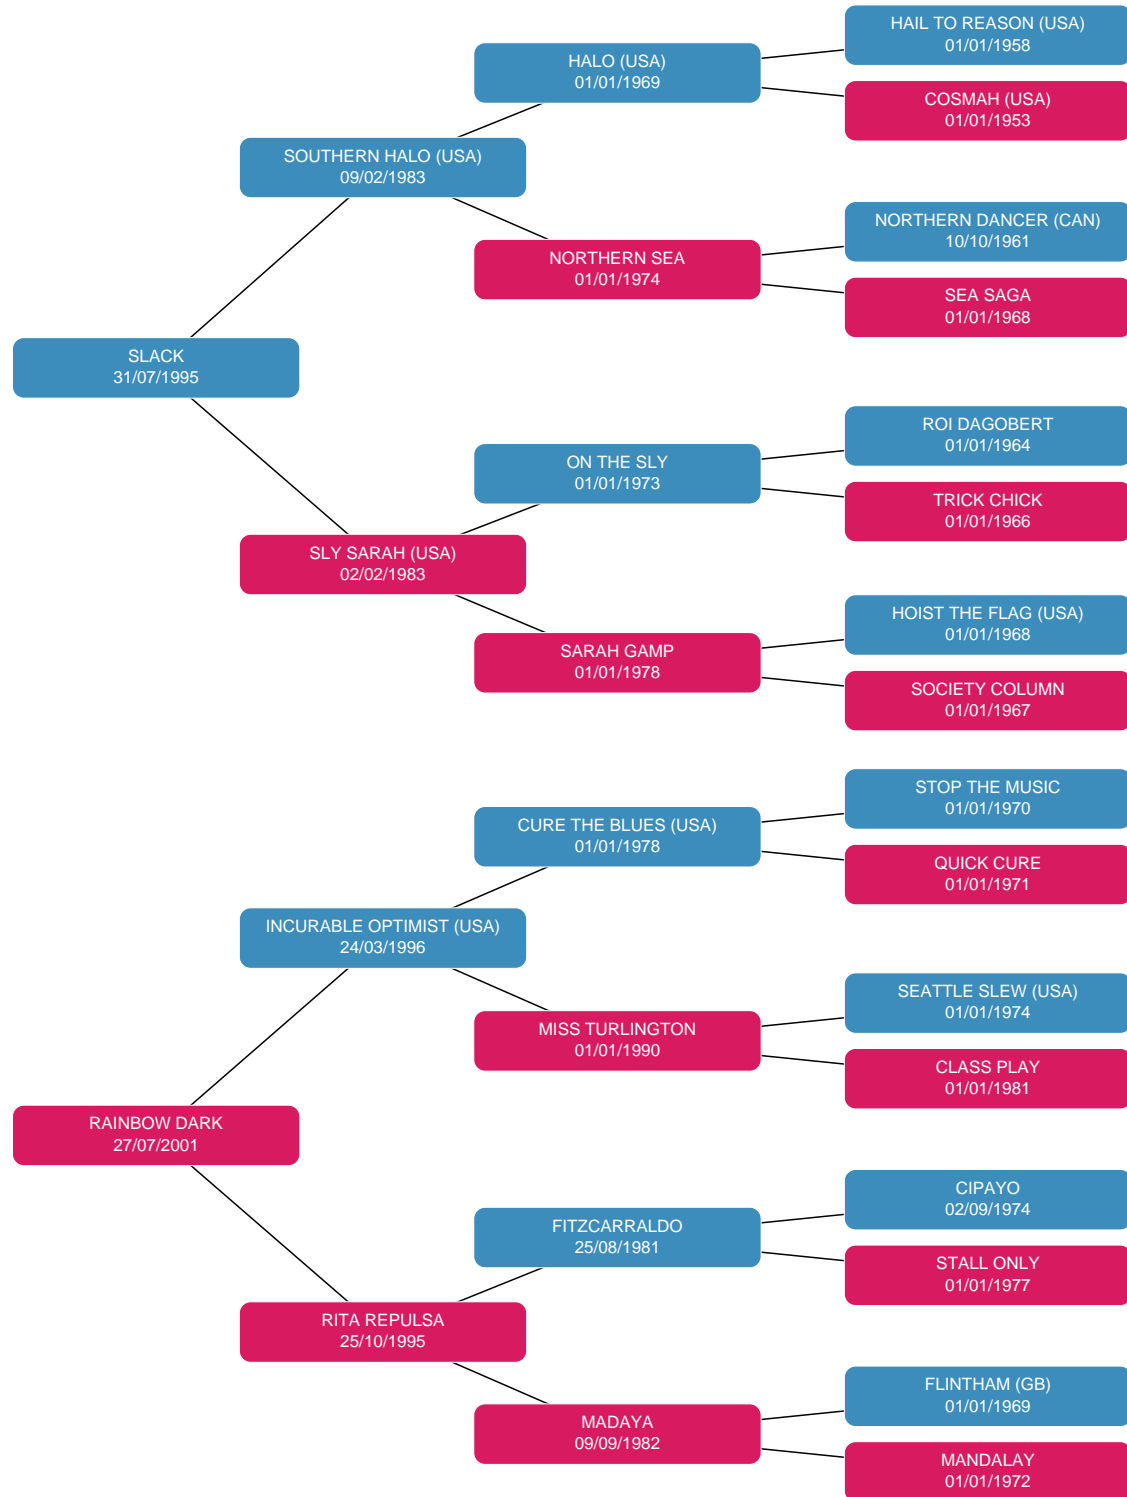 HAIL TO REASON (USA)
01/01/1958
HALO (USA)
01/01/1969
COSMAH (USA)
01/01/1953
SOUTHERN HALO (USA)
09/02/1983
NORTHERN DANCER (CAN)
10/10/1961
NORTHERN SEA
01/01/1974
SEA SAGA
01/01/1968
SLACK
31/07/1995
ROI DAGOBERT
01/01/1964
ON THE SLY
01/01/1973
TRICK CHICK
01/01/1966
SLY SARAH (USA)
02/02/1983
HOIST THE FLAG (USA)
01/01/1968
SARAH GAMP
01/01/1978
SOCIETY COLUMN
01/01/1967
STOP THE MUSIC
01/01/1970
CURE THE BLUES (USA)
01/01/1978
QUICK CURE
01/01/1971
INCURABLE OPTIMIST (USA)
24/03/1996
SEATTLE SLEW (USA)
01/01/1974
MISS TURLINGTON
01/01/1990
CLASS PLAY
01/01/1981
RAINBOW DARK
27/07/2001
CIPAYO
02/09/1974
FITZCARRALDO
25/08/1981
STALL ONLY
01/01/1977
RITA REPULSA
25/10/1995
FLINTHAM (GB)
01/01/1969
MADAYA
09/09/1982
MANDALAY
01/01/1972